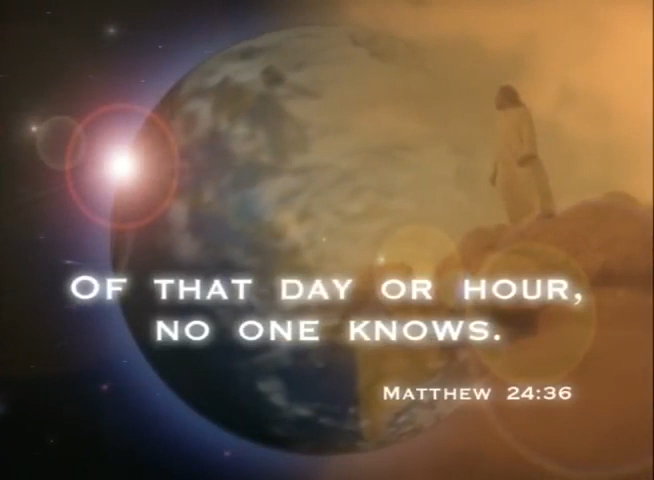 Of that day or hour,
no one knows.
Matthew 24:36